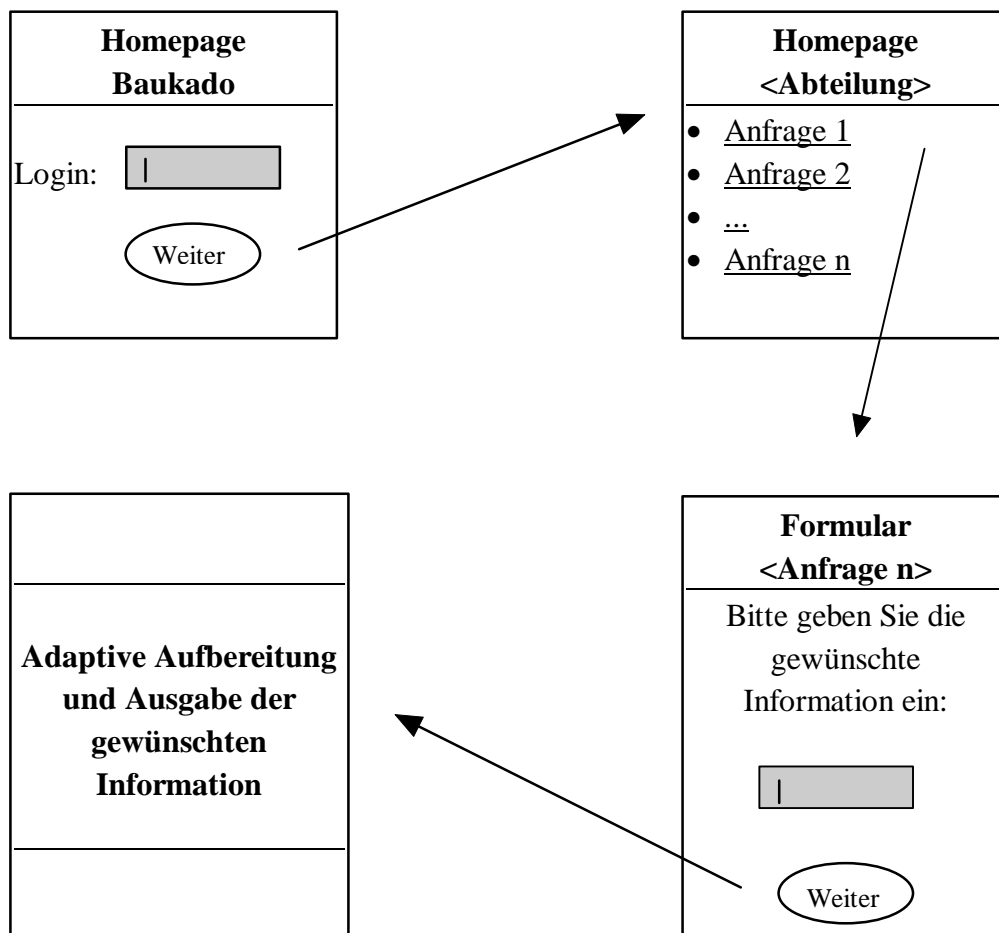 Homepage
Baukado
Login:
Weiter
Homepage
<Abteilung>
• Anfrage 1
• Anfrage 2
• ...
• Anfrage n
Formular
<Anfrage n>
Bitte geben Sie die
gewünschte
Information ein:
Weiter
Adaptive Aufbereitung
und Ausgabe der
gewünschten
Information